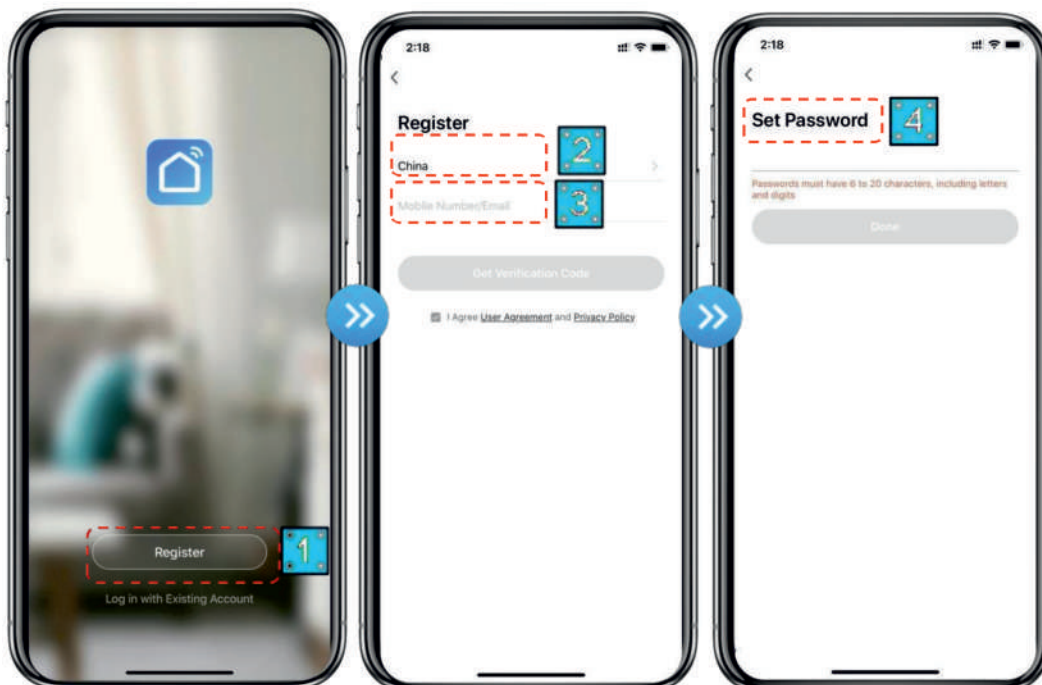 Register
1
Log in with Existing Account
2:18
Register
China
2
Moblie Number/Email
3
Get Verification Code
I Agree User Agreement and Privacy Policy
2:18
Set Password
4
Passwords must have 6 to 20 characters, including letters
and digits
Done